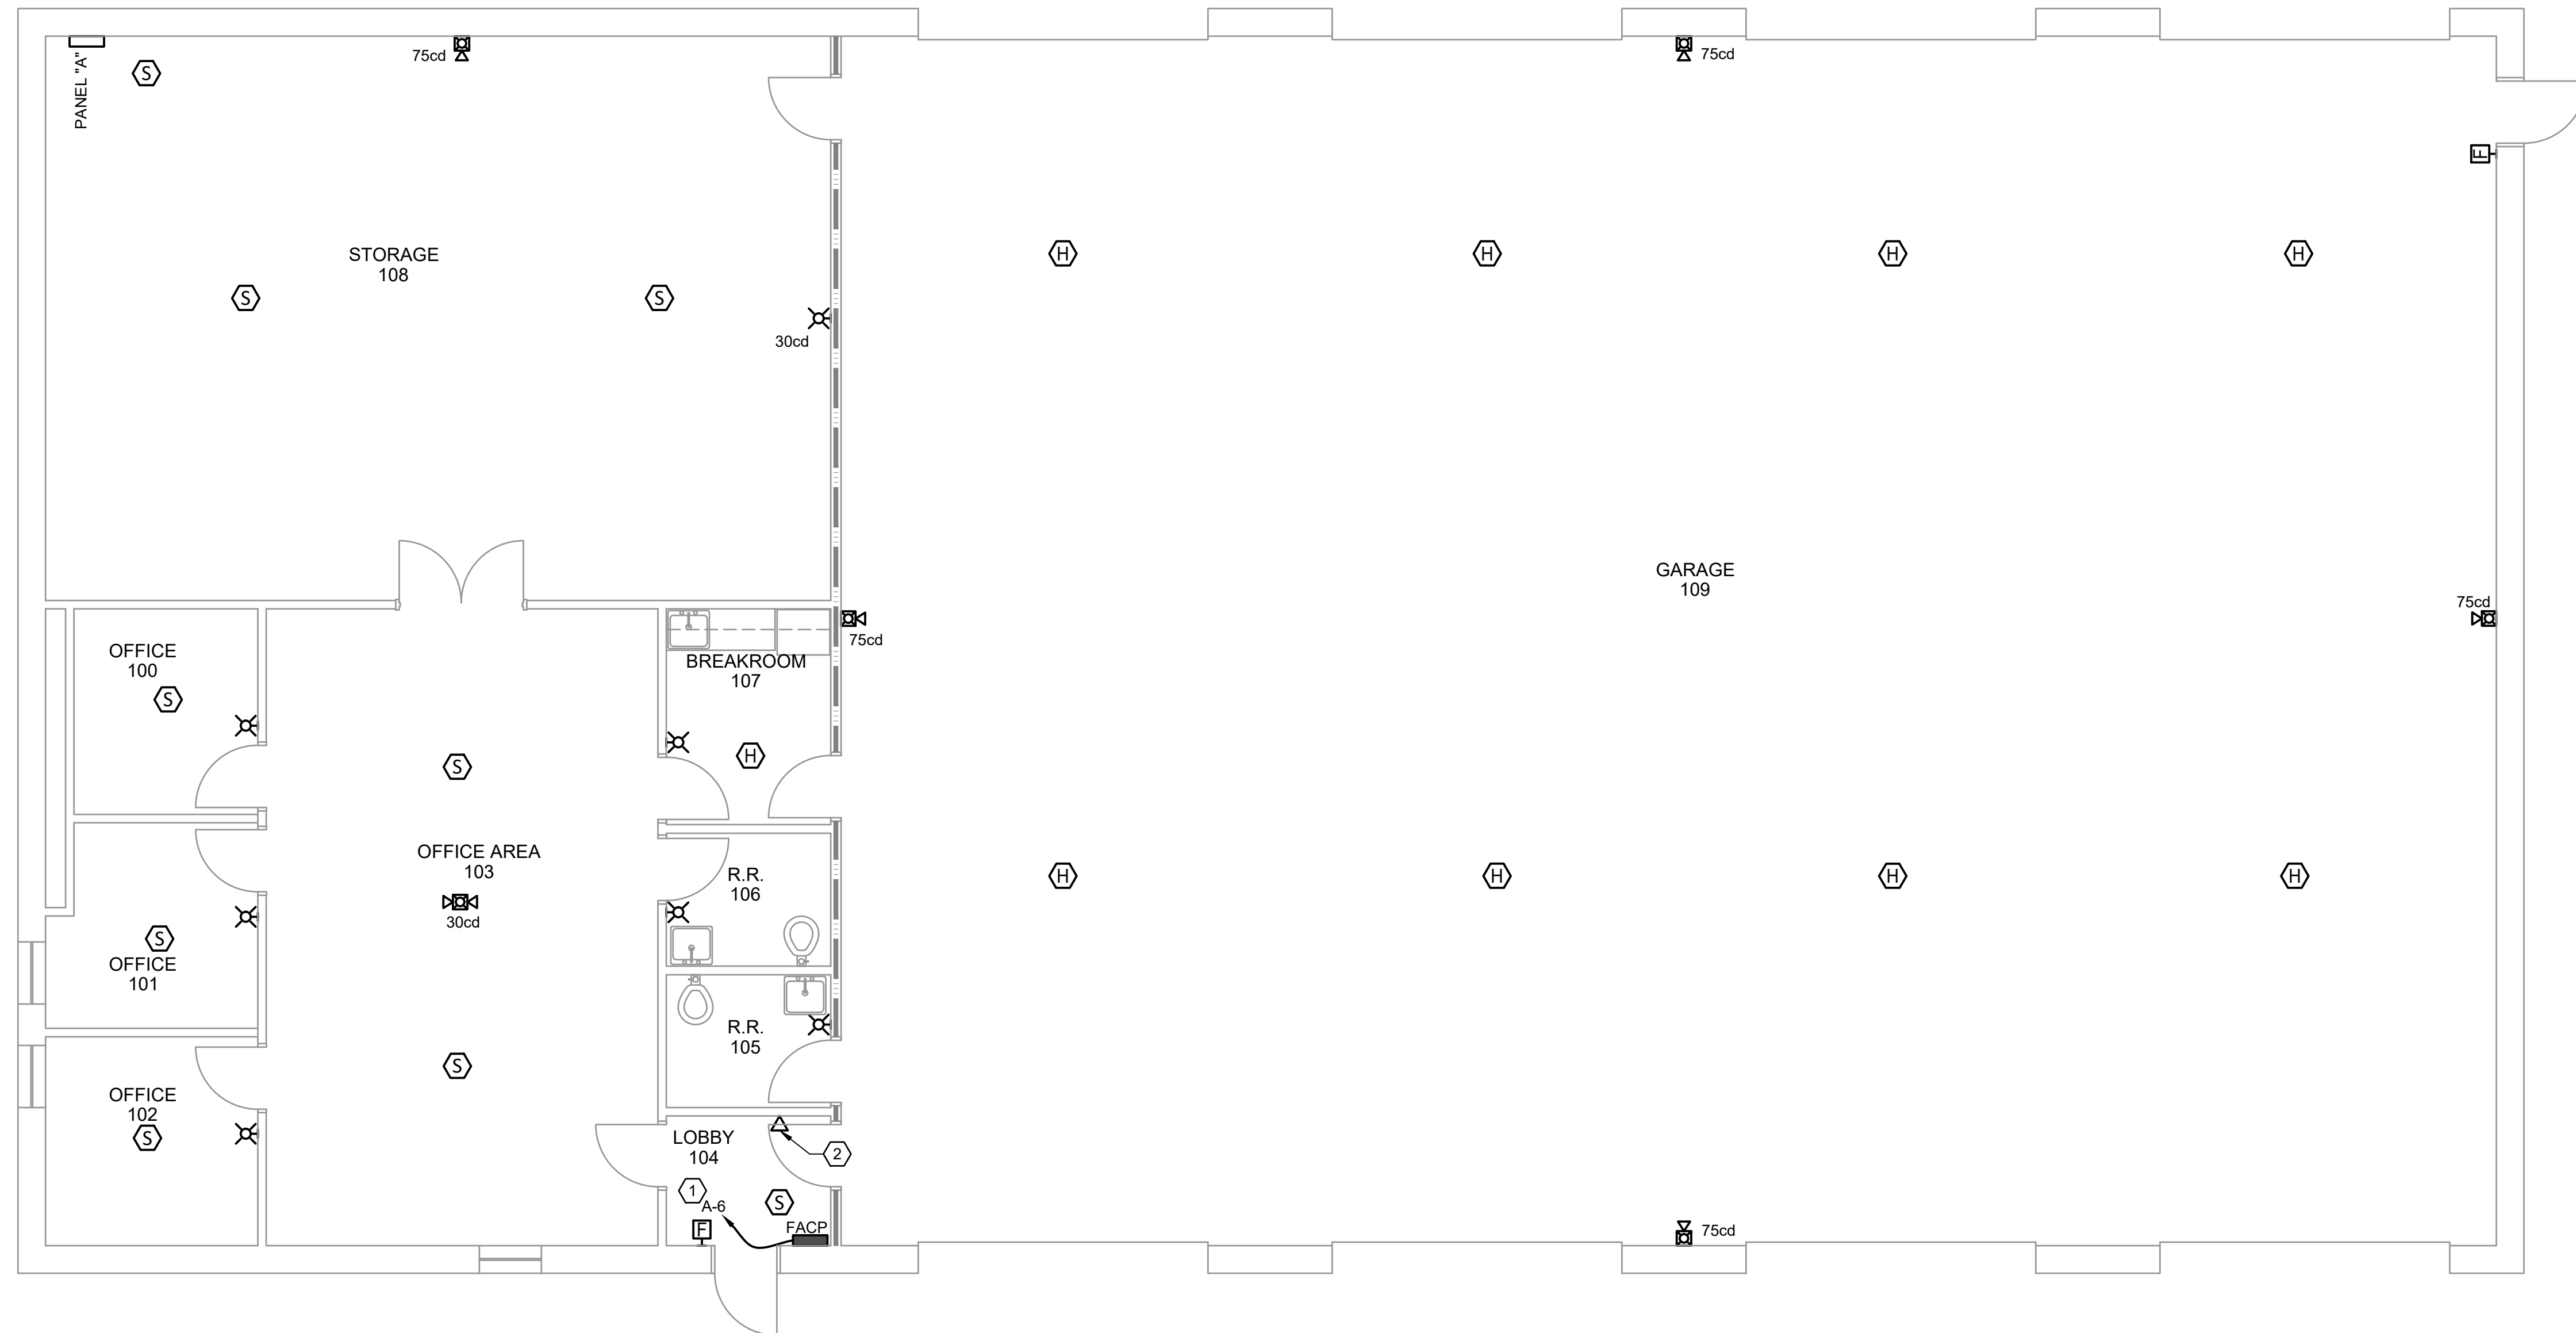 PANEL "A"
S
75cd
75cd
F
STORAGE
108
H
H
H
H
S
S
30cd
GARAGE
109
75cd
75cd
OFFICE
100
S
BREAKROOM
107
H
S
OFFICE AREA
103
30cd
R.R.
106
H
H
H
H
S
OFFICE
101
R.R.
105
S
OFFICE
102
S
LOBBY
104
2
1
A-6
S
F
FACP
75cd